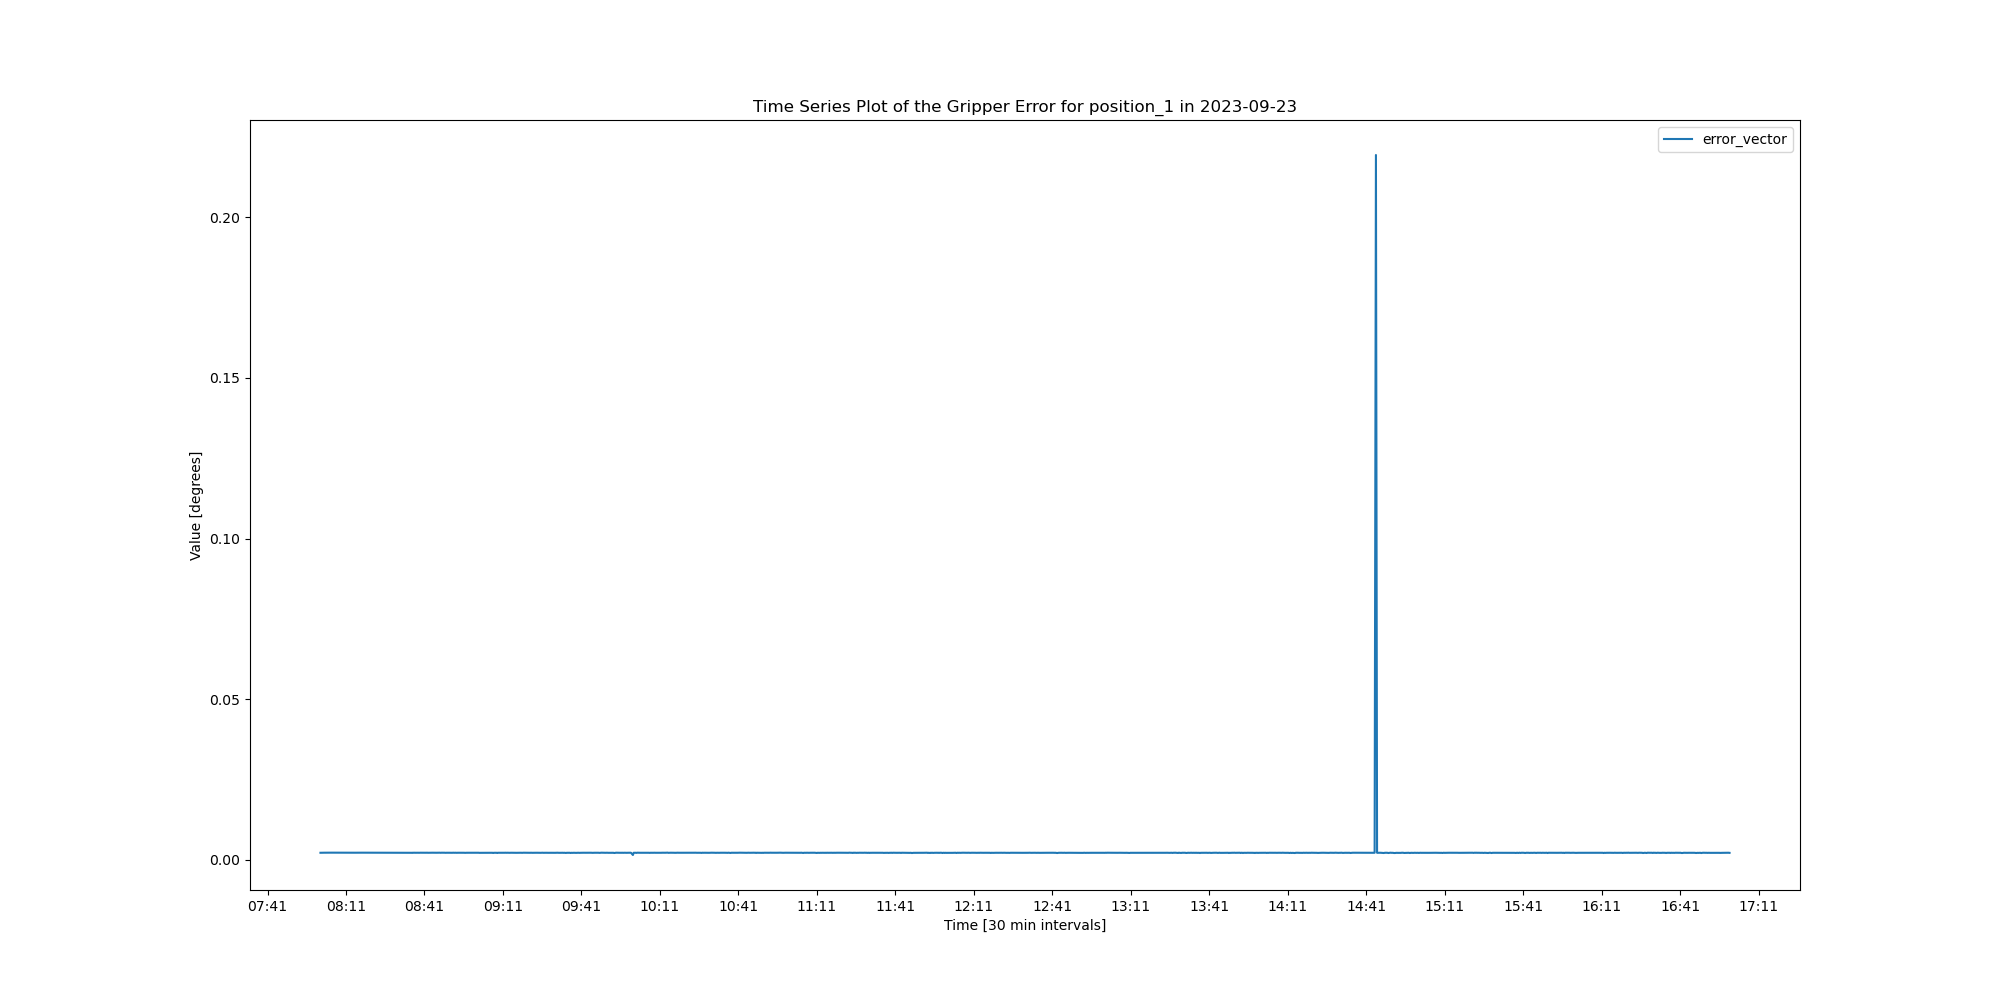 Time Series Plot of the Gripper Error for position_1 in 2023-09-23
error_vector
0.20
0.15
0.10
0.05
0.00
Value [degrees]
07:41 08:11 08:41 09:11 09:41 10:11 10:41 11:11 11:41 12:11 12:41 13:11 13:41 14:11 14:41 15:11 15:41 16:11 16:41 17:11
Time [30 min intervals]